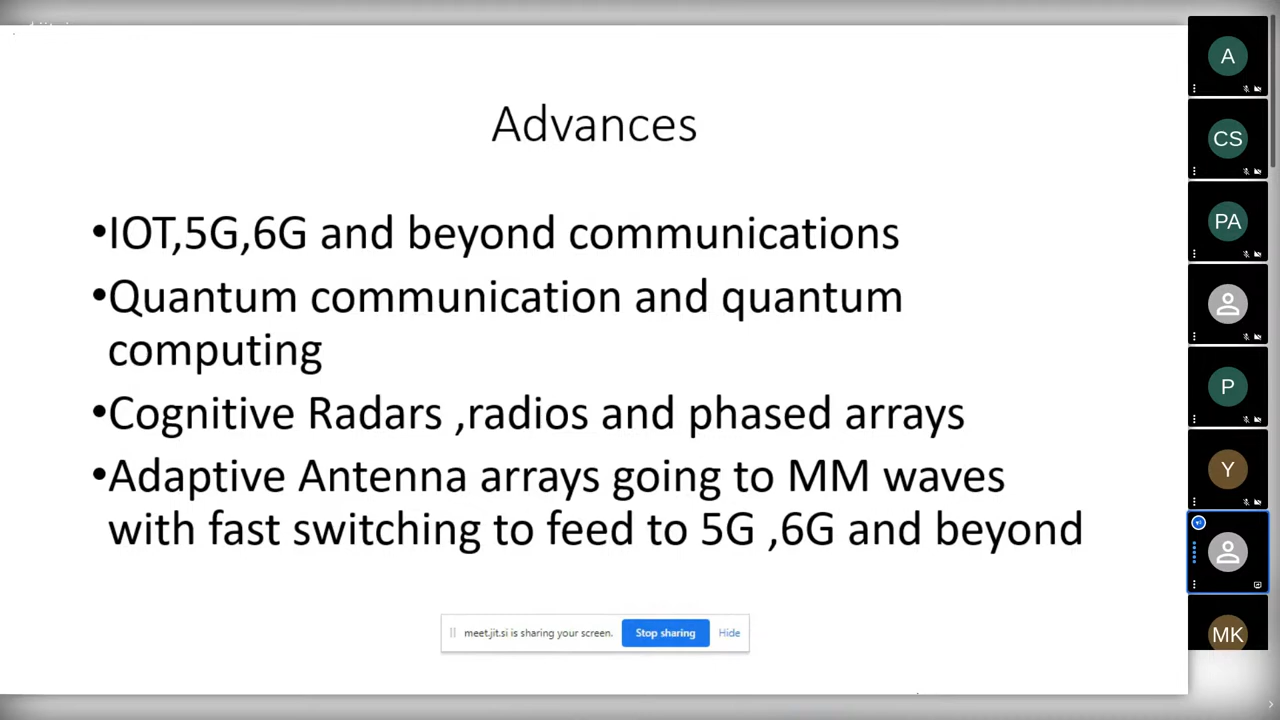 Advances
•IOT,5G,6G and beyond communications
•Quantum communication and quantum
computing
•Cognitive Radars ,radios and phased arrays
•Adaptive Antenna arrays going to MM waves
with fast switching to feed to 5G ,6G and beyond
meet.jit.si is sharing your screen. Stop sharing Hide
A
CS
PA
P
Y
MK